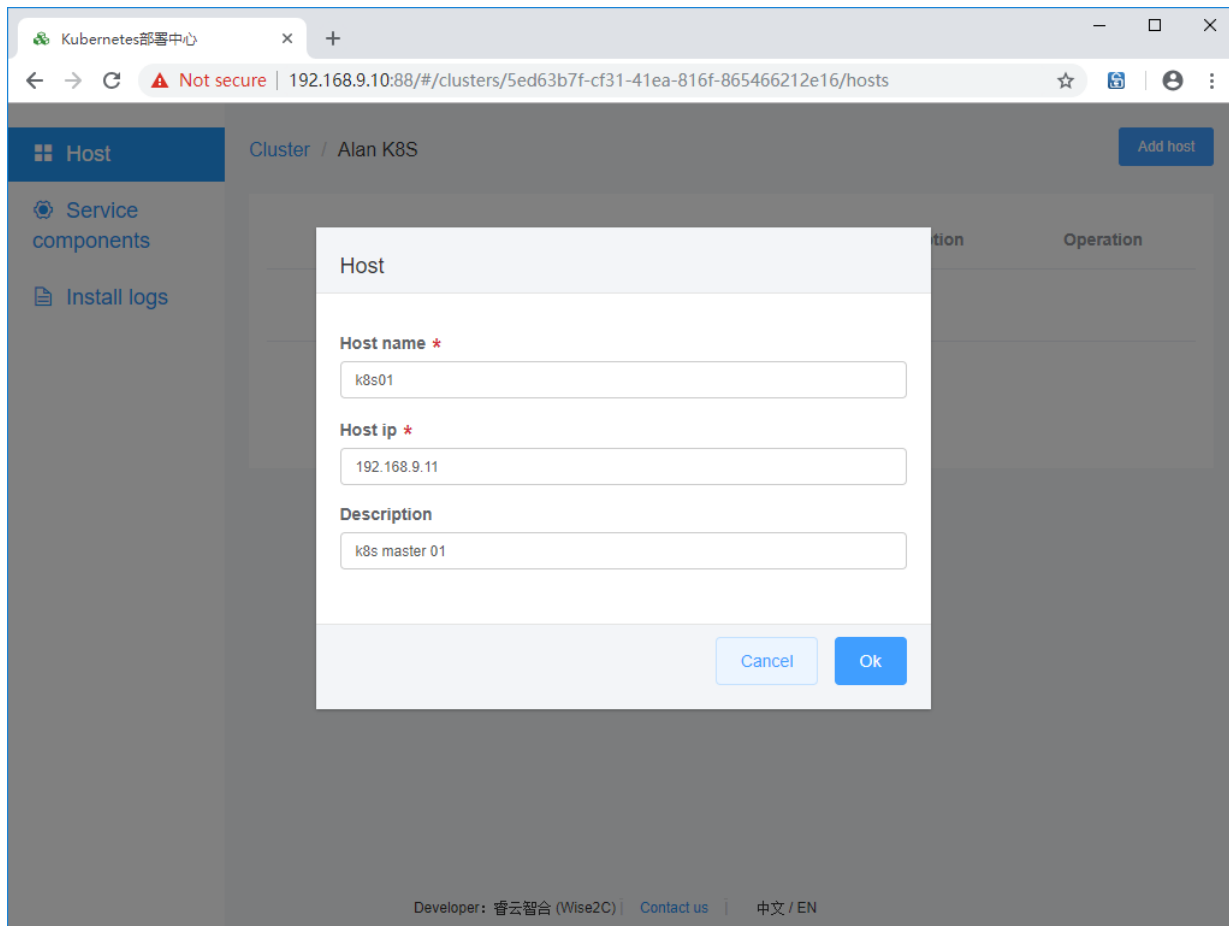 Kubernetes部署中心
Not secure | 192.168.9.10:88/#/clusters/5ed63b7f-cf31-41ea-816f-865466212e16/hosts
Host
Cluster / Alan K8S
Add host
Service
components
Install logs
tion
Operation
Host
Host name *
k8s01
Host ip *
192.168.9.11
Description
k8s master 01
Cancel
Ok
Developer：睿云智合 (Wise2C) | Contact us | 中文 / EN